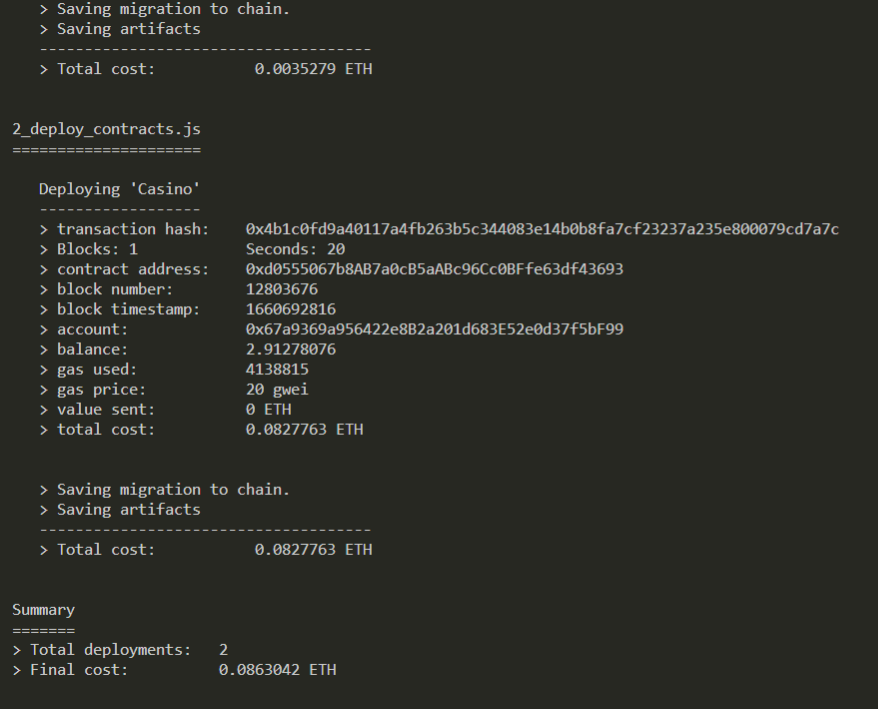 > Saving migration to chain.
> Saving artifacts
-------------------------------------
> Total cost: 0.0035279 ETH
2_deploy_contracts.js
=====================
Deploying 'Casino'
------------------
> transaction hash: 0x4b1c0fd9a40117a4fb263b5c344083e14b0b8fa7cf23237a235e800079cd7a7c
> Blocks: 1 Seconds: 20
> contract address: 0xd0555067b8AB7a0cB5aABc96Cc0BFfe63df43693
> block number: 12803676
> block timestamp: 1660692816
> account: 0x67a9369a956422e8B2a201d683E52e0d37f5bF99
> balance: 2.91278076
> gas used: 4138815
> gas price: 20 gwei
> value sent: 0 ETH
> total cost: 0.0827763 ETH
> Saving migration to chain.
> Saving artifacts
-------------------------------------
> Total cost: 0.0827763 ETH
Summary
=======
> Total deployments: 2
> Final cost: 0.0863042 ETH